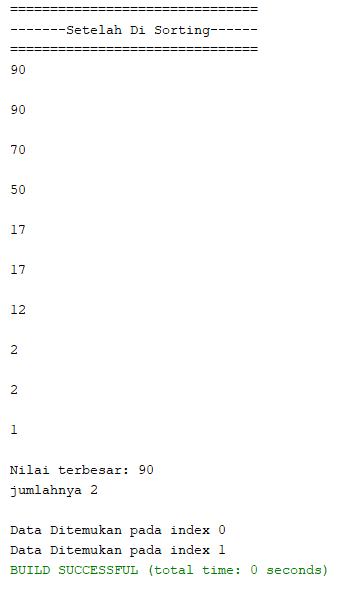 ===============================
-------Setelah Di Sorting------
===============================
90
90
70
50
17
17
12
2
2
1
Nilai terbesar: 90
jumlahnya 2
Data Ditemukan pada index 0
Data Ditemukan pada index 1
BUILD SUCCESSFUL (total time: 0 seconds)